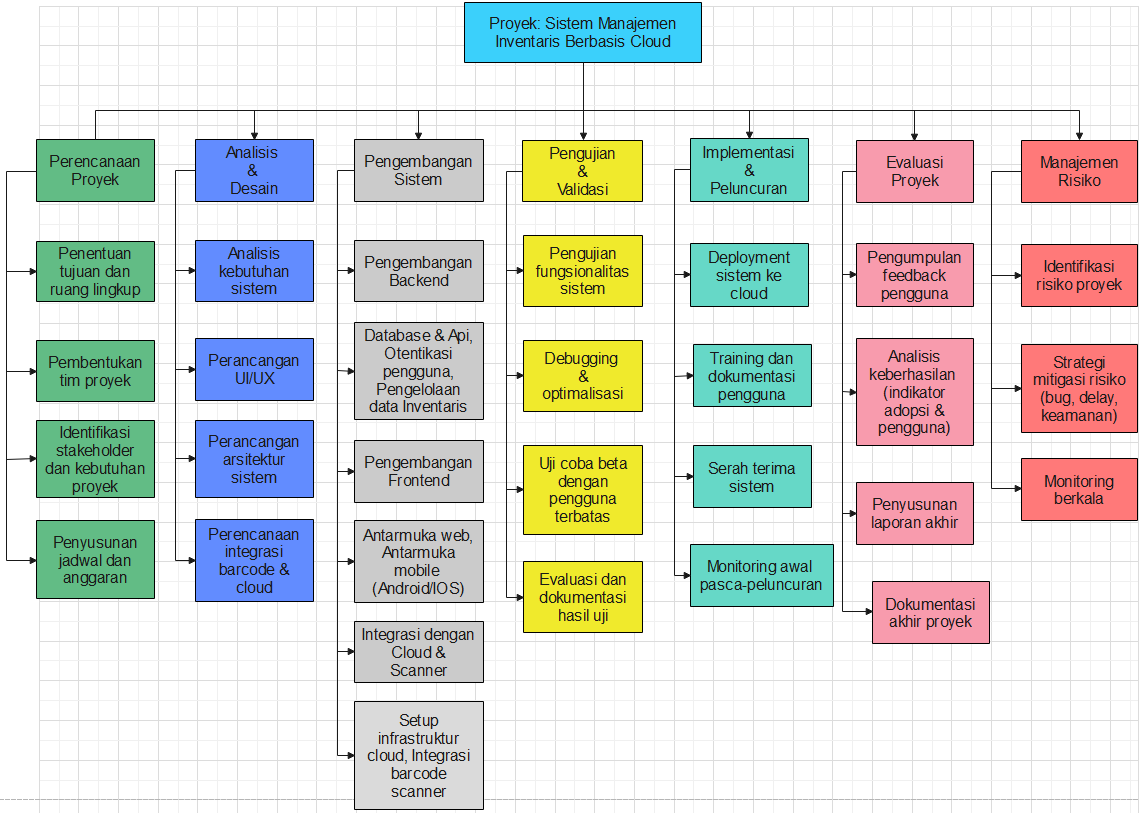 Proyek: Sistem Manajemen
Inventaris Berbasis Cloud
Perencanaan
Proyek
Penentuan
tujuan dan
ruang lingkup
Pembentukan
tim proyek
Identifikasi
stakeholder
dan kebutuhan
proyek
Penyusunan
jadwal dan
anggaran
Analisis
&
Desain
Analisis
kebutuhan
sistem
Perancangan
UI/UX
Perancangan
arsitektur
sistem
Perencanaan
integrasi
barcode &
cloud
Pengembangan
Sistem
Pengembangan
Backend
Database & Api,
Otentikasi
pengguna,
Pengelolaan
data Inventaris
Pengembangan
Frontend
Antarmuka web,
Antarmuka
mobile
(Android/IOS)
Integrasi dengan
Cloud &
Scanner
Setup
infrastruktur
cloud, Integrasi
barcode
scanner
Pengujian
&
Validasi
Pengujian
fungsionalitas
sistem
Debugging
&
optimalisasi
Uji coba beta
dengan
pengguna
terbatas
Evaluasi dan
dokumentasi
hasil uji
Implementasi
&
Peluncuran
Deployment
sistem ke
cloud
Training dan
dokumentasi
pengguna
Serah terima
sistem
Monitoring awal
pasca-peluncuran
Evaluasi
Proyek
Pengumpulan
feedback
pengguna
Analisis
keberhasilan
(indikator
adopsi &
pengguna)
Penyusunan
laporan akhir
Dokumentasi
akhir proyek
Manajemen
Risiko
Identifikasi
risiko proyek
Strategi
mitigasi risiko
(bug, delay,
keamanan)
Monitoring
berkala